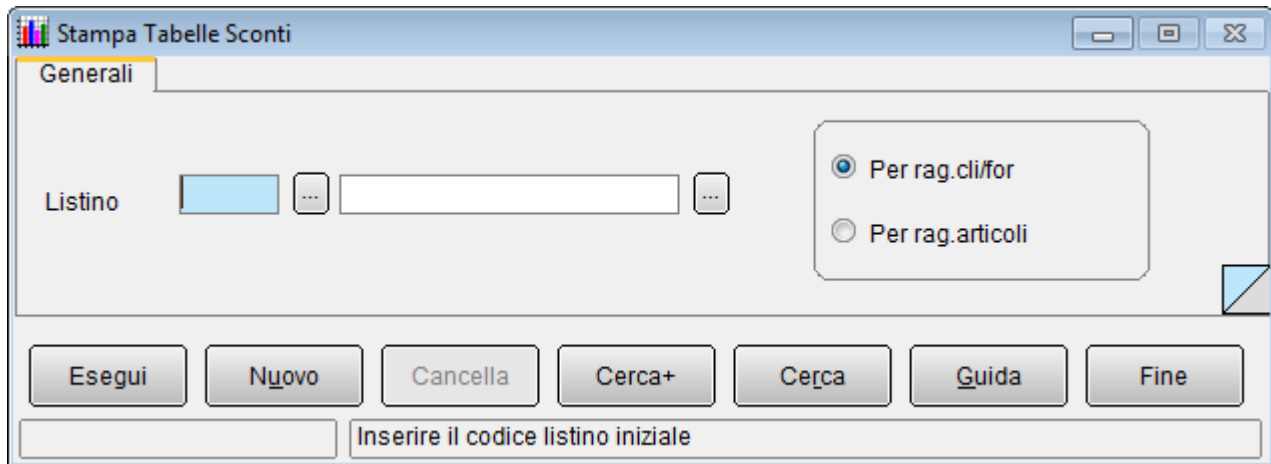 Stampa Tabelle Sconti
Generali
Listino ... ...
Per rag.cli/for
Per rag.articoli
Esegui Nuovo Cancella Cerca+ Cerca Guida Fine
Inserire il codice listino iniziale